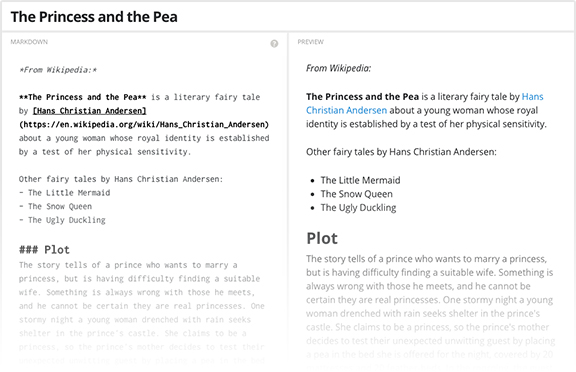 The Princess and the Pea
MARKDOWN
?
*From Wikipedia:*
**The Princess and the Pea** is a literary fairy tale
by [Hans Christian Andersen]
(https://en.wikipedia.org/wiki/Hans_Christian_Andersen)
about a young woman whose royal identity is established
by a test of her physical sensitivity.
Other fairy tales by Hans Christian Andersen:
- The Little Mermaid
- The Snow Queen
- The Ugly Duckling
### Plot
The story tells of a prince who wants to marry a
princess, but is having difficulty finding a suitable
wife. Something is always wrong with those he meets,
and he cannot be certain they are real princesses. One
stormy night a young woman drenched with rain seeks
shelter in the prince's castle. She claims to be a
princess, so the prince's mother decides to test their
PREVIEW
From Wikipedia:
The Princess and the Pea is a literary fairy tale by Hans
Christian Andersen about a young woman whose royal
identity is established by a test of her physical sensitivity.
Other fairy tales by Hans Christian Andersen:
• The Little Mermaid
• The Snow Queen
• The Ugly Duckling
Plot
The story tells of a prince who wants to marry a princess,
but is having difficulty finding a suitable wife. Something is
always wrong with those he meets, and he cannot be
certain they are real princesses. One stormy night a young
woman drenched with rain seeks shelter in the prince's
castle. She claims to be a princess, so the prince's mother
decides to test their unexpected unwitting guest by placing
a pea in the bed she is offered for the night, covered by 20